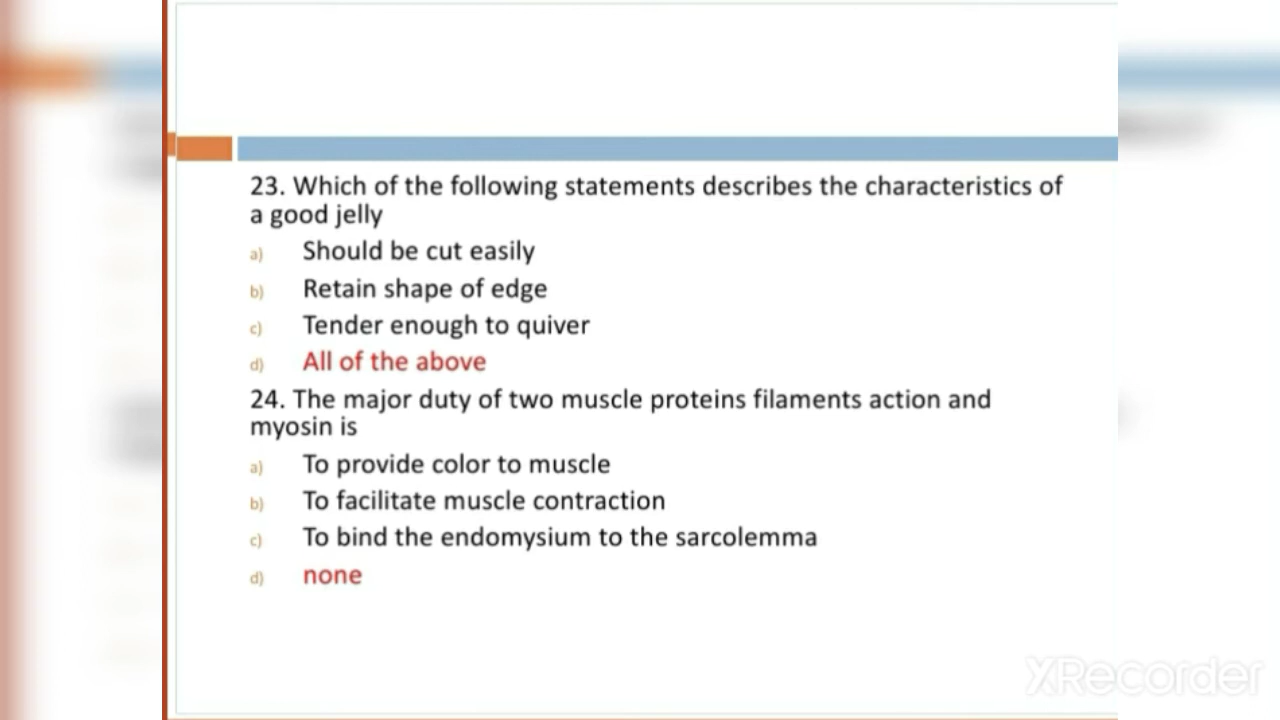 23. Which of the following statements describes the characteristics of
a good jelly
a) Should be cut easily
b) Retain shape of edge
c) Tender enough to quiver
d) All of the above
24. The major duty of two muscle proteins filaments action and
myosin is
a) To provide color to muscle
b) To facilitate muscle contraction
c) To bind the endomysium to the sarcolemma
d) none
XRecorder